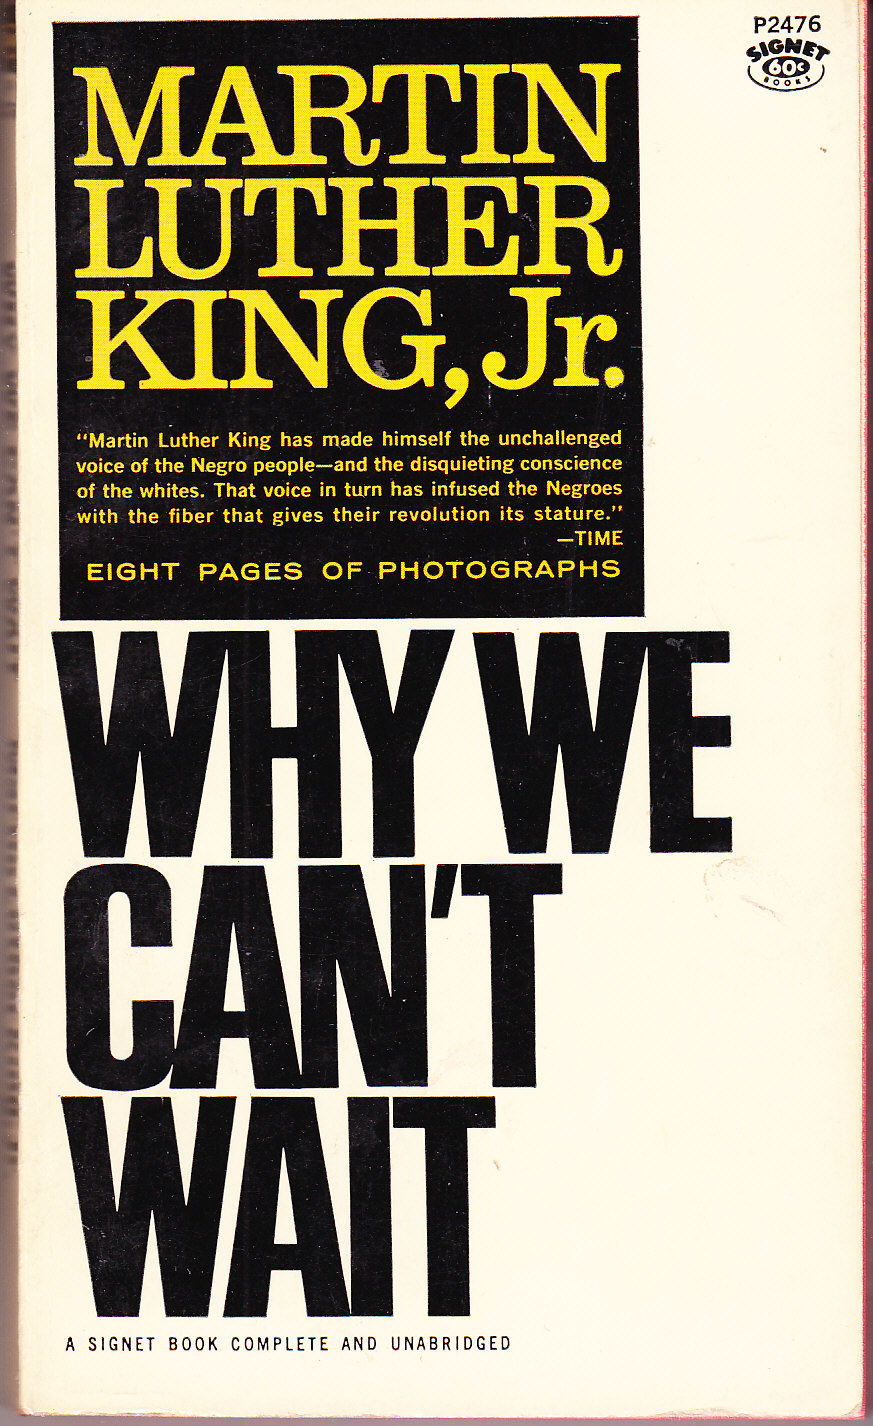 P2476
SIGNET
60c
BOOKS
MARTIN
LUTHER
KING, Jr.
"Martin Luther King has made himself the unchallenged
voice of the Negro people—and the disquieting conscience
of the whites. That voice in turn has infused the Negroes
with the fiber that gives their revolution its stature."
—TIME
EIGHT PAGES OF PHOTOGRAPHS
WHY WE
CAN'T
WAIT
A SIGNET BOOK COMPLETE AND UNABRIDGED